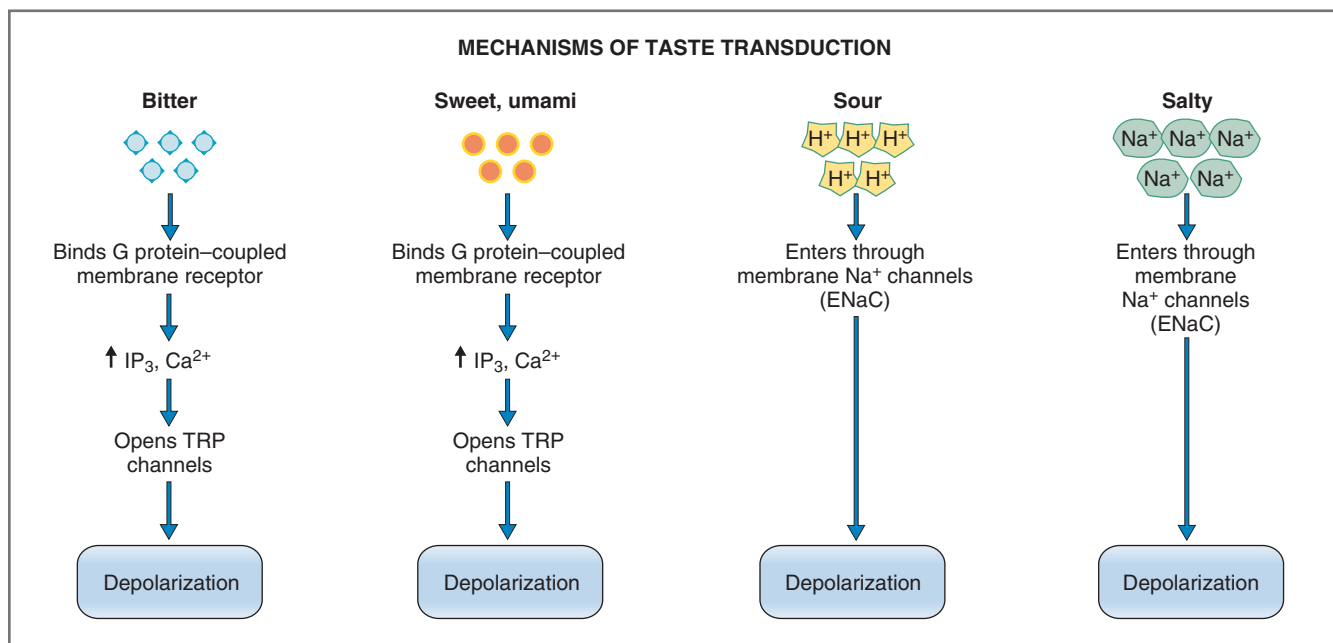 MECHANISMS OF TASTE TRANSDUCTION
Bitter
Binds G protein–coupled
membrane receptor
↑ IP₃, Ca²⁺
Opens TRP
channels
Depolarization
Sweet, umami
Binds G protein–coupled
membrane receptor
↑ IP₃, Ca²⁺
Opens TRP
channels
Depolarization
Sour
H⁺ H⁺ H⁺
H⁺ H⁺
Enters through
membrane Na⁺ channels
(ENaC)
Depolarization
Salty
Na⁺ Na⁺ Na⁺
Na⁺ Na⁺
Enters through
membrane
Na⁺ channels
(ENaC)
Depolarization